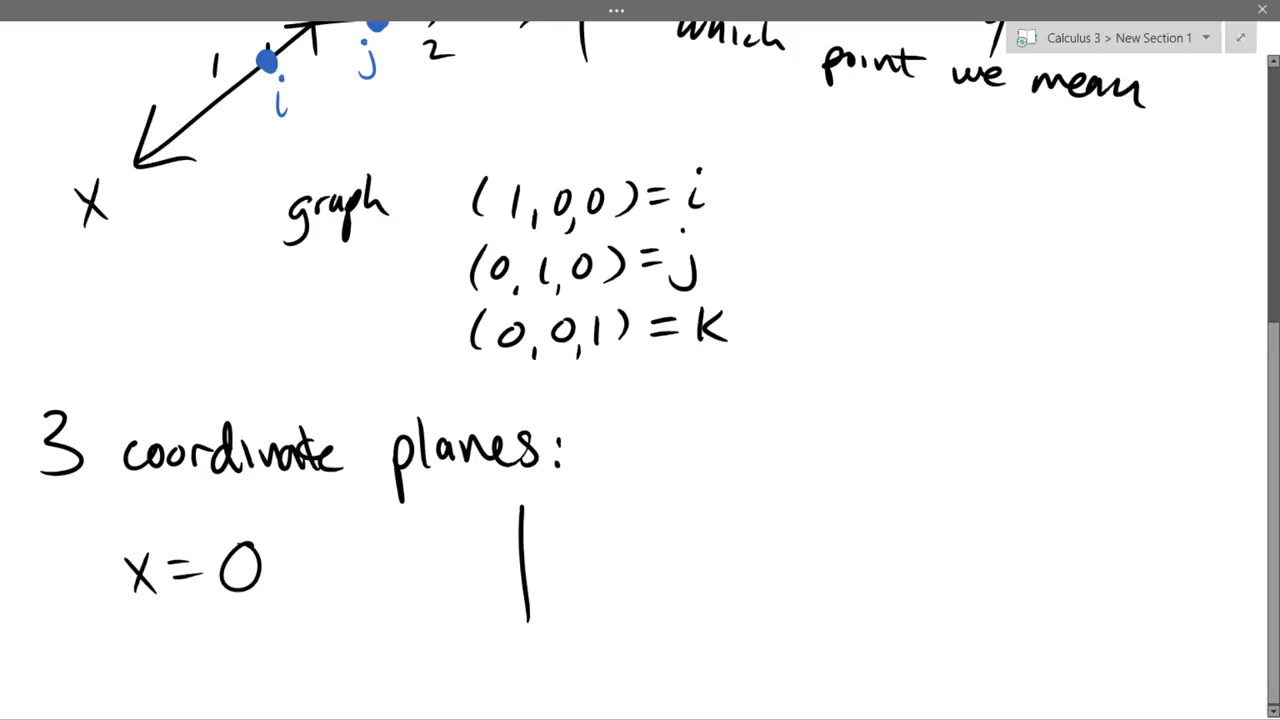 ...
Calculus 3 > New Section 1
which
point we mean
1
i
j
2
x
graph (1,0,0) = i
(0,1,0) = j
(0,0,1) = k
3 coordinate planes:
x = 0